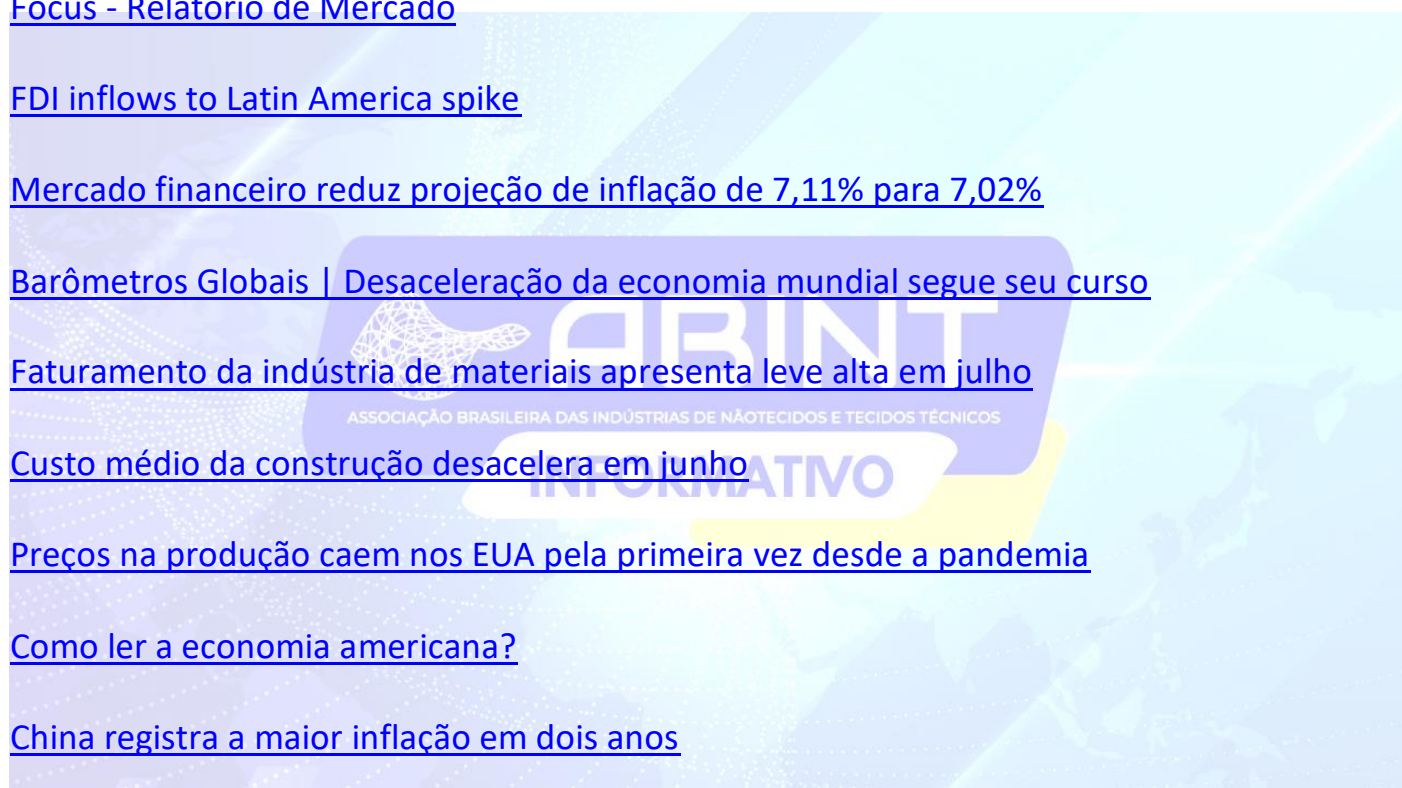 Focus - Relatório de Mercado
FDI inflows to Latin America spike
Mercado financeiro reduz projeção de inflação de 7,11% para 7,02%
Barômetros Globais | Desaceleração da economia mundial segue seu curso
ABINT
Faturamento da indústria de materiais apresenta leve alta em julho
ASSOCIAÇÃO BRASILEIRA DAS INDÚSTRIAS DE NÃOTECIDOS E TECIDOS TÉCNICOS
Custo médio da construção desacelera em junho
INFORMATIVO
Preços na produção caem nos EUA pela primeira vez desde a pandemia
Como ler a economia americana?
China registra a maior inflação em dois anos